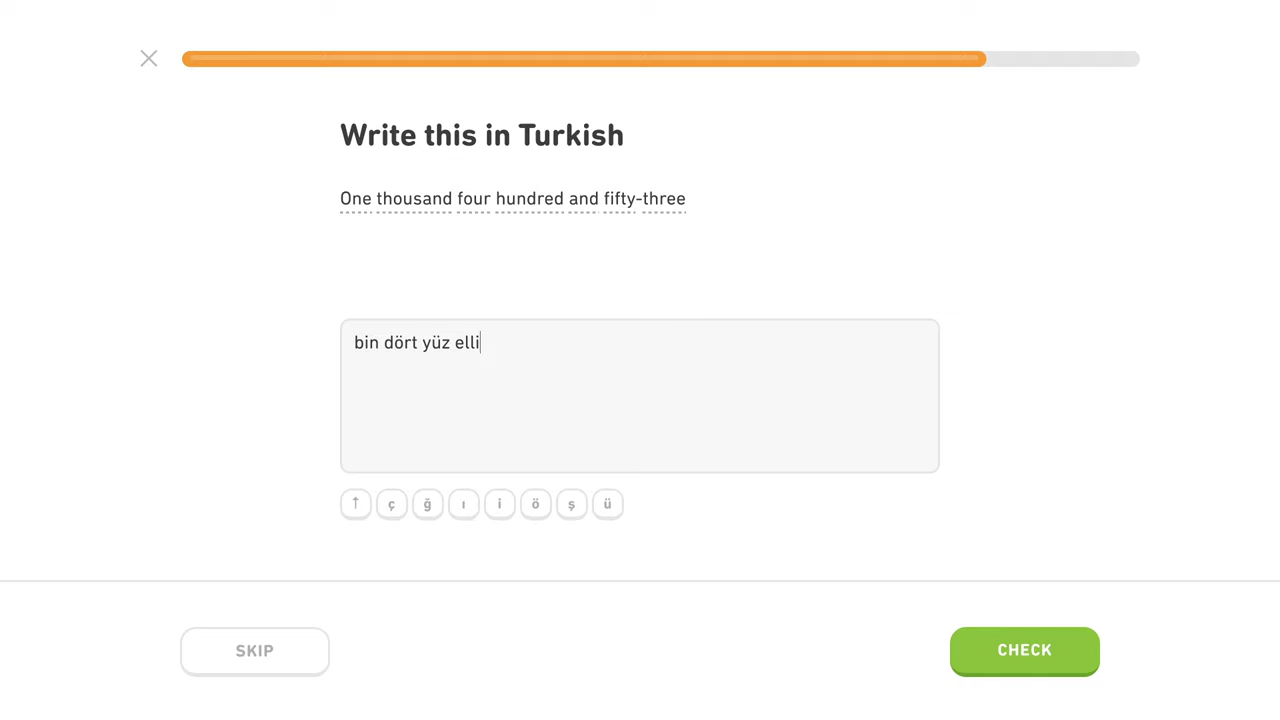 Write this in Turkish
One thousand four hundred and fifty-three
bin dört yüz elli
↑ ç ğ ı i ö ş ü
SKIP
CHECK